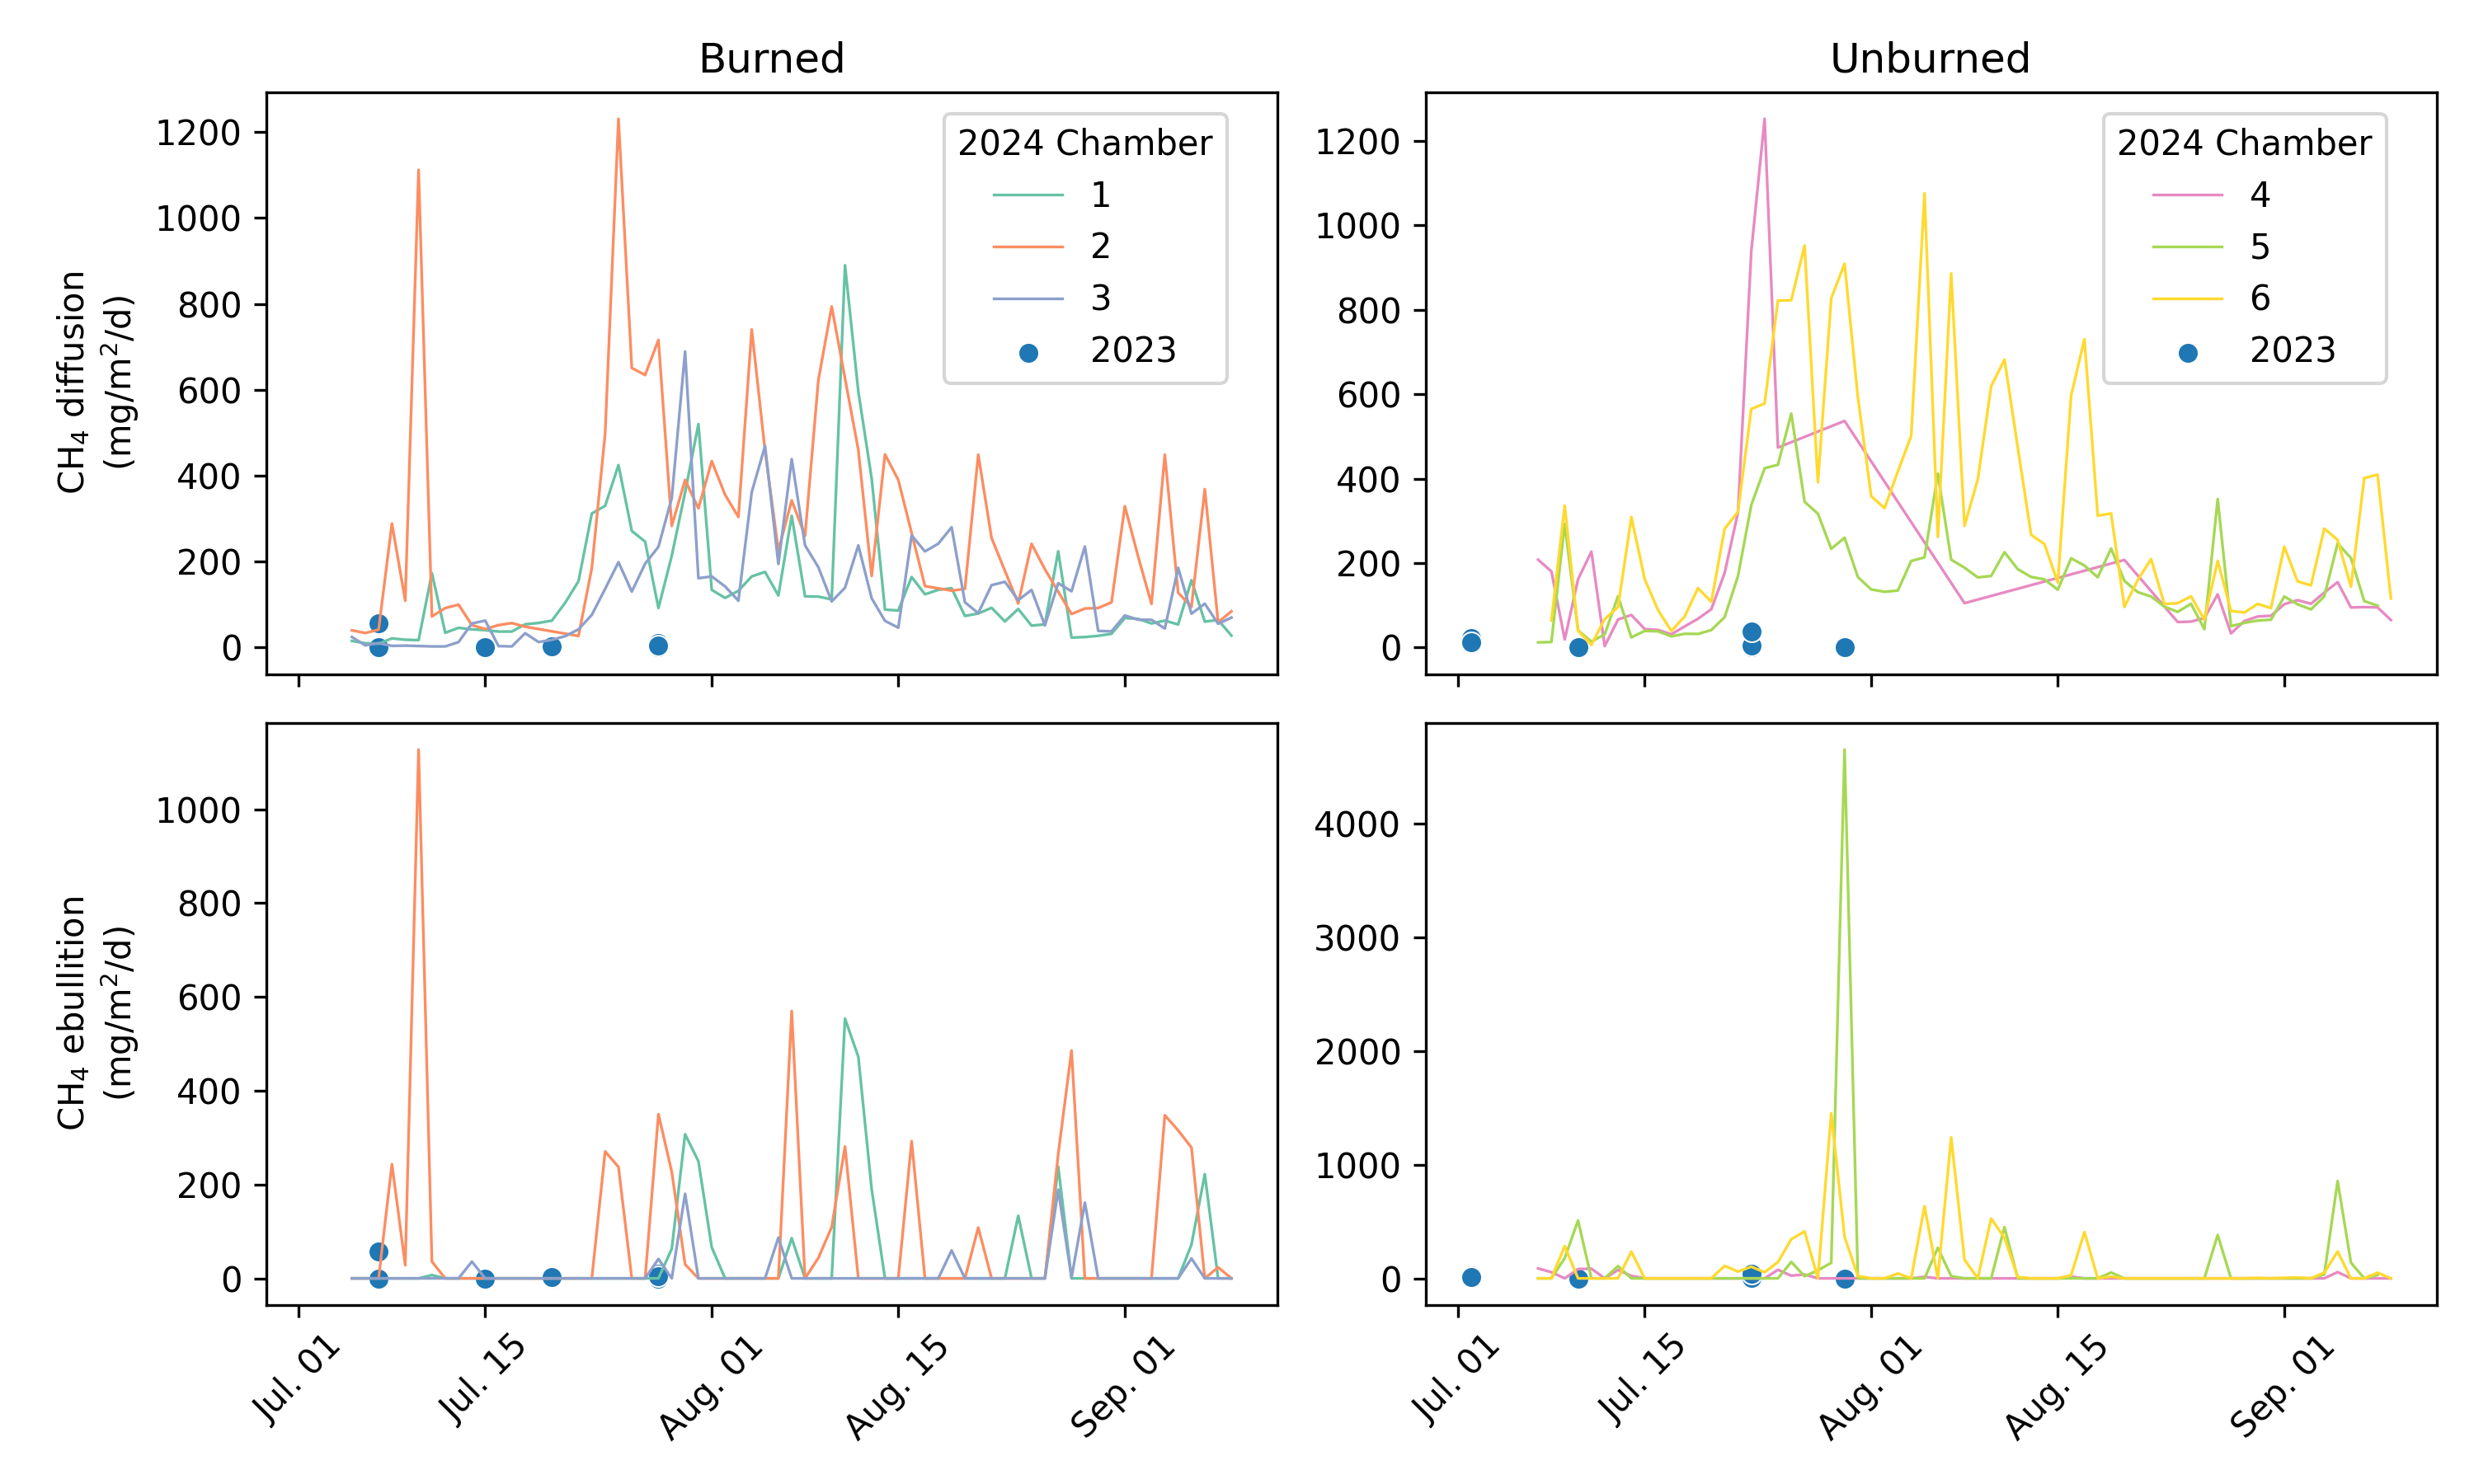 Burned
Unburned
CH₄ diffusion
(mg/m²/d)
1200
1000
800
600
400
200
0
2024 Chamber
1
2
3
2023
1200
1000
800
600
400
200
0
2024 Chamber
4
5
6
2023
CH₄ ebullition
(mg/m²/d)
1000
800
600
400
200
0
4000
3000
2000
1000
0
Jul. 01
Jul. 15
Aug. 01
Aug. 15
Sep. 01
Jul. 01
Jul. 15
Aug. 01
Aug. 15
Sep. 01